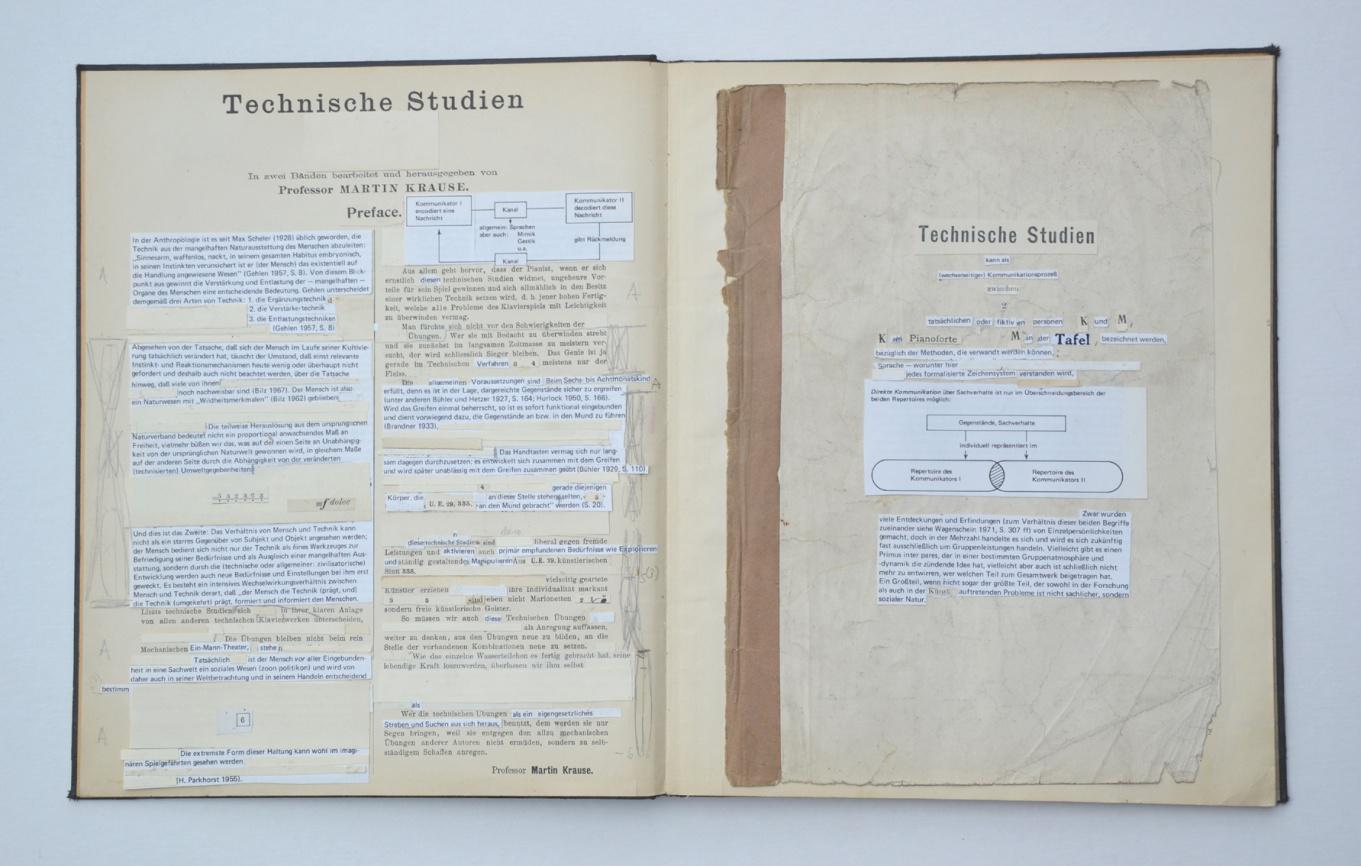 Technische Studien
In zwei Bänden bearbeitet und herausgegeben von
Professor MARTIN KRAUSE.
Preface.
Kommunikator I
encodiert eine
Nachricht
Kanal
Kommunikator II
decodiert diese
Nachricht
allgemein: Sprachen
aber auch: Mimik
Gestik
u.a.
gibt Rückmeldung
Kanal
In der Anthropologie ist es seit Max Scheler (1928) üblich geworden, die
Technik aus der mangelhaften Naturausstattung des Menschen abzuleiten:
„Sinnesarm, waffenlos, nackt, in seinem gesamten Habitus embryonisch,
in seinen Instinkten verunsichert ist er (der Mensch) das existentiell auf
die Handlung angewiesene Wesen" (Gehlen 1957, S. 8). Von diesem Blick-
punkt aus gewinnt die Verstärkung und Entlastung der — mangelhaften —
Organe des Menschen eine entscheidende Bedeutung. Gehlen unterscheidet
demgemäß drei Arten von Technik: 1. die Ergänzungstechnik
2. die Verstärkertechnik
3. die Entlastungstechniken
(Gehlen 1957, S. 8)
Abgesehen von der Tatsache, daß sich der Mensch im Laufe seiner Kultivie-
rung tatsächlich verändert hat, täuscht der Umstand, daß einst relevante
Instinkt- und Reaktionsmechanismen heute wenig oder überhaupt nicht
gefordert und deshalb auch nicht beachtet werden, über die Tatsache
hinweg, daß viele von ihnen
noch nachweisbar sind (Bilz 1967). Der Mensch ist also
ein Naturwesen mit „Wildheitsmerkmalen" (Bilz 1962) geblieben
Die teilweise Herauslösung aus dem ursprünglichen
Naturverband bedeutet nicht ein proportional anwachsendes Maß an
Freiheit, vielmehr büßen wir das, was auf der einen Seite an Unabhängig-
keit von der ursprünglichen Naturwelt gewonnen wird, in gleichem Maße
auf der anderen Seite durch die Abhängigkeit von der veränderten
(technisierten) Umweltgegebenheiten
mf dolce
Und dies ist das Zweite: Das Verhältnis von Mensch und Technik kann
nicht als ein starres Gegenüber von Subjekt und Objekt angesehen werden;
der Mensch bedient sich nicht nur der Technik als eines Werkzeuges zur
Befriedigung seiner Bedürfnisse und als Ausgleich einer mangelhaften Aus-
stattung, sondern durch die (technische oder allgemeiner: zivilisatorische)
Entwicklung werden auch neue Bedürfnisse und Einstellungen bei ihm erst
geweckt. Es besteht ein intensives Wechselwirkungsverhältnis zwischen
Mensch und Technik derart, daß „der Mensch die Technik (prägt, und)
die Technik (umgekehrt) prägt, formiert und informiert den Menschen.
Liszts technische Studien sich in ihrer klaren Anlage
von allen anderen technischen Klavierwerken unterscheiden,
Die Übungen bleiben nicht beim rein
Mechanischen Ein-Mann-Theater, stehen
Tatsächlich ist der Mensch vor aller Eingebunden-
heit in eine Sachwelt ein soziales Wesen (zoon politikon) und wird von
daher auch in seiner Weltbetrachtung und in seinem Handeln entscheidend
bestimm
6
Die extremste Form dieser Haltung kann wohl im imagi-
nären Spielgefährten gesehen werden
(H. Parkhorst 1955).
Aus allem geht hervor, dass der Pianist, wenn er sich
ernstlich diesen technischen Studien widmet, ungeheure Vor-
teile für sein Spiel gewinnen und sich allmählich in den Besitz
einer wirklichen Technik setzen wird, d. h. jener hohen Fertig-
keit, welche alle Probleme des Klavierspiels mit Leichtigkeit
zu überwinden vermag.
Man fürchte sich nicht vor den Schwierigkeiten der
Übungen. Wer sie mit Bedacht zu überwinden strebt
und sie zunächst im langsamen Zeitmasse zu meistern ver-
sucht, der wird schliesslich Sieger bleiben. Das Genie ist ja
gerade im Technischen Verfahren 4 meistens nur der
Fleiss.
Die allgemeinen Voraussetzungen sind Beim Sechs- bis Achtmonatskind
erfüllt, denn es ist in der Lage, dargereichte Gegenstände sicher zu ergreifen
(unter anderen Bühler und Hetzer 1927, S. 164; Hurlock 1950, S. 166).
Wird das Greifen einmal beherrscht, so ist es sofort funktional eingebunden
und dient vorwiegend dazu, die Gegenstände an bzw. in den Mund zu führen
(Brandner 1933).
Das Handtasten vermag sich nur lang-
sam dagegen durchzusetzen; es entwickelt sich zusammen mit dem Greifen
und wird später unablässig mit dem Greifen zusammen geübt (Bühler 1929, S. 110).
4 gerade diejenigen
Körper, die an dieser Stelle stehen sollten, 5
U. E. 29, 333. „an den Mund gebracht" werden (S. 20).
diese technische Studien sind liberal gegen fremde
Leistungen und aktivieren auch primär empfundenen Bedürfnisse wie Explorieren
und ständig gestaltendes Manipulieren Aus U.E. 79. künstlerischen
Sinn 333.
vielseitig geartete
Künstler erziehen ihre Individualität markant
5 sind eben nicht Marionetten
sondern freie künstlerische Geister.
So müssen wir auch diese Technischen Übungen
als Anregung auffassen,
weiter zu denken, aus den Übungen neue zu bilden, an die
Stelle der vorhandenen Kombinationen neue zu setzen.
"Wie das einzelne Wasserteilchen es fertig gebracht hat, seine
lebendige Kraft loszuwerden, überlassen wir ihm selbst
als
Wer die technischen Übungen als ein eigengesetzliches
Streben und Suchen aus sich heraus, benutzt, dem werden sie nur
Segen bringen, weil sie entgegen den allzu mechanischen
Übungen anderer Autoren nicht ermüden, sondern zu selb-
ständigem Schaffen anregen.
Professor Martin Krause.
Technische Studien
kann als
(wechselseitiger) Kommunikationsprozeß
zwischen
2
tatsächlichen oder fiktiven personen K und M,
K am Pianoforte M an der Tafel, bezeichnet werden,
bezüglich der Methoden, die verwandt werden können,
Sprache — worunter hier
jedes formalisierte Zeichensystem verstanden wird,
Direkte Kommunikation über Sachverhalte ist nur im Überschneidungsbereich der
beiden Repertoires möglich:
Gegenstände, Sachverhalte
individuell repräsentiert im
Repertoire des
Kommunikators I
Repertoire des
Kommunikators II
Zwar wurden
viele Entdeckungen und Erfindungen (zum Verhältnis dieser beiden Begriffe
zueinander siehe Wagenschein 1971, S. 307 ff) von Einzelpersönlichkeiten
gemacht, doch in der Mehrzahl handelte es sich und wird es sich zukünftig
fast ausschließlich um Gruppenleistungen handeln. Vielleicht gibt es einen
Primus inter pares, der in einer bestimmten Gruppenatmosphäre und
-dynamik die zündende Idee hat, vielleicht aber auch ist schließlich nicht
mehr zu entwirren, wer welchen Teil zum Gesamtwerk beigetragen hat.
Ein Großteil, wenn nicht sogar der größte Teil, der sowohl in der Forschung
als auch in der Kunst auftretenden Probleme ist nicht sachlicher, sondern
sozialer Natur.